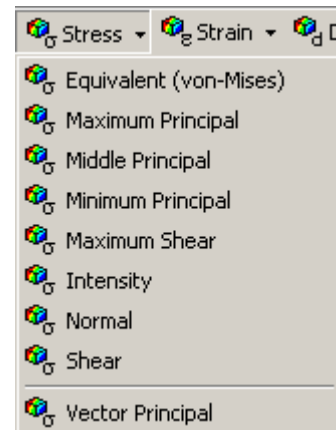 σ Stress ε Strain d D
σ Equivalent (von-Mises)
σ Maximum Principal
σ Middle Principal
σ Minimum Principal
σ Maximum Shear
σ Intensity
σ Normal
σ Shear
σ Vector Principal